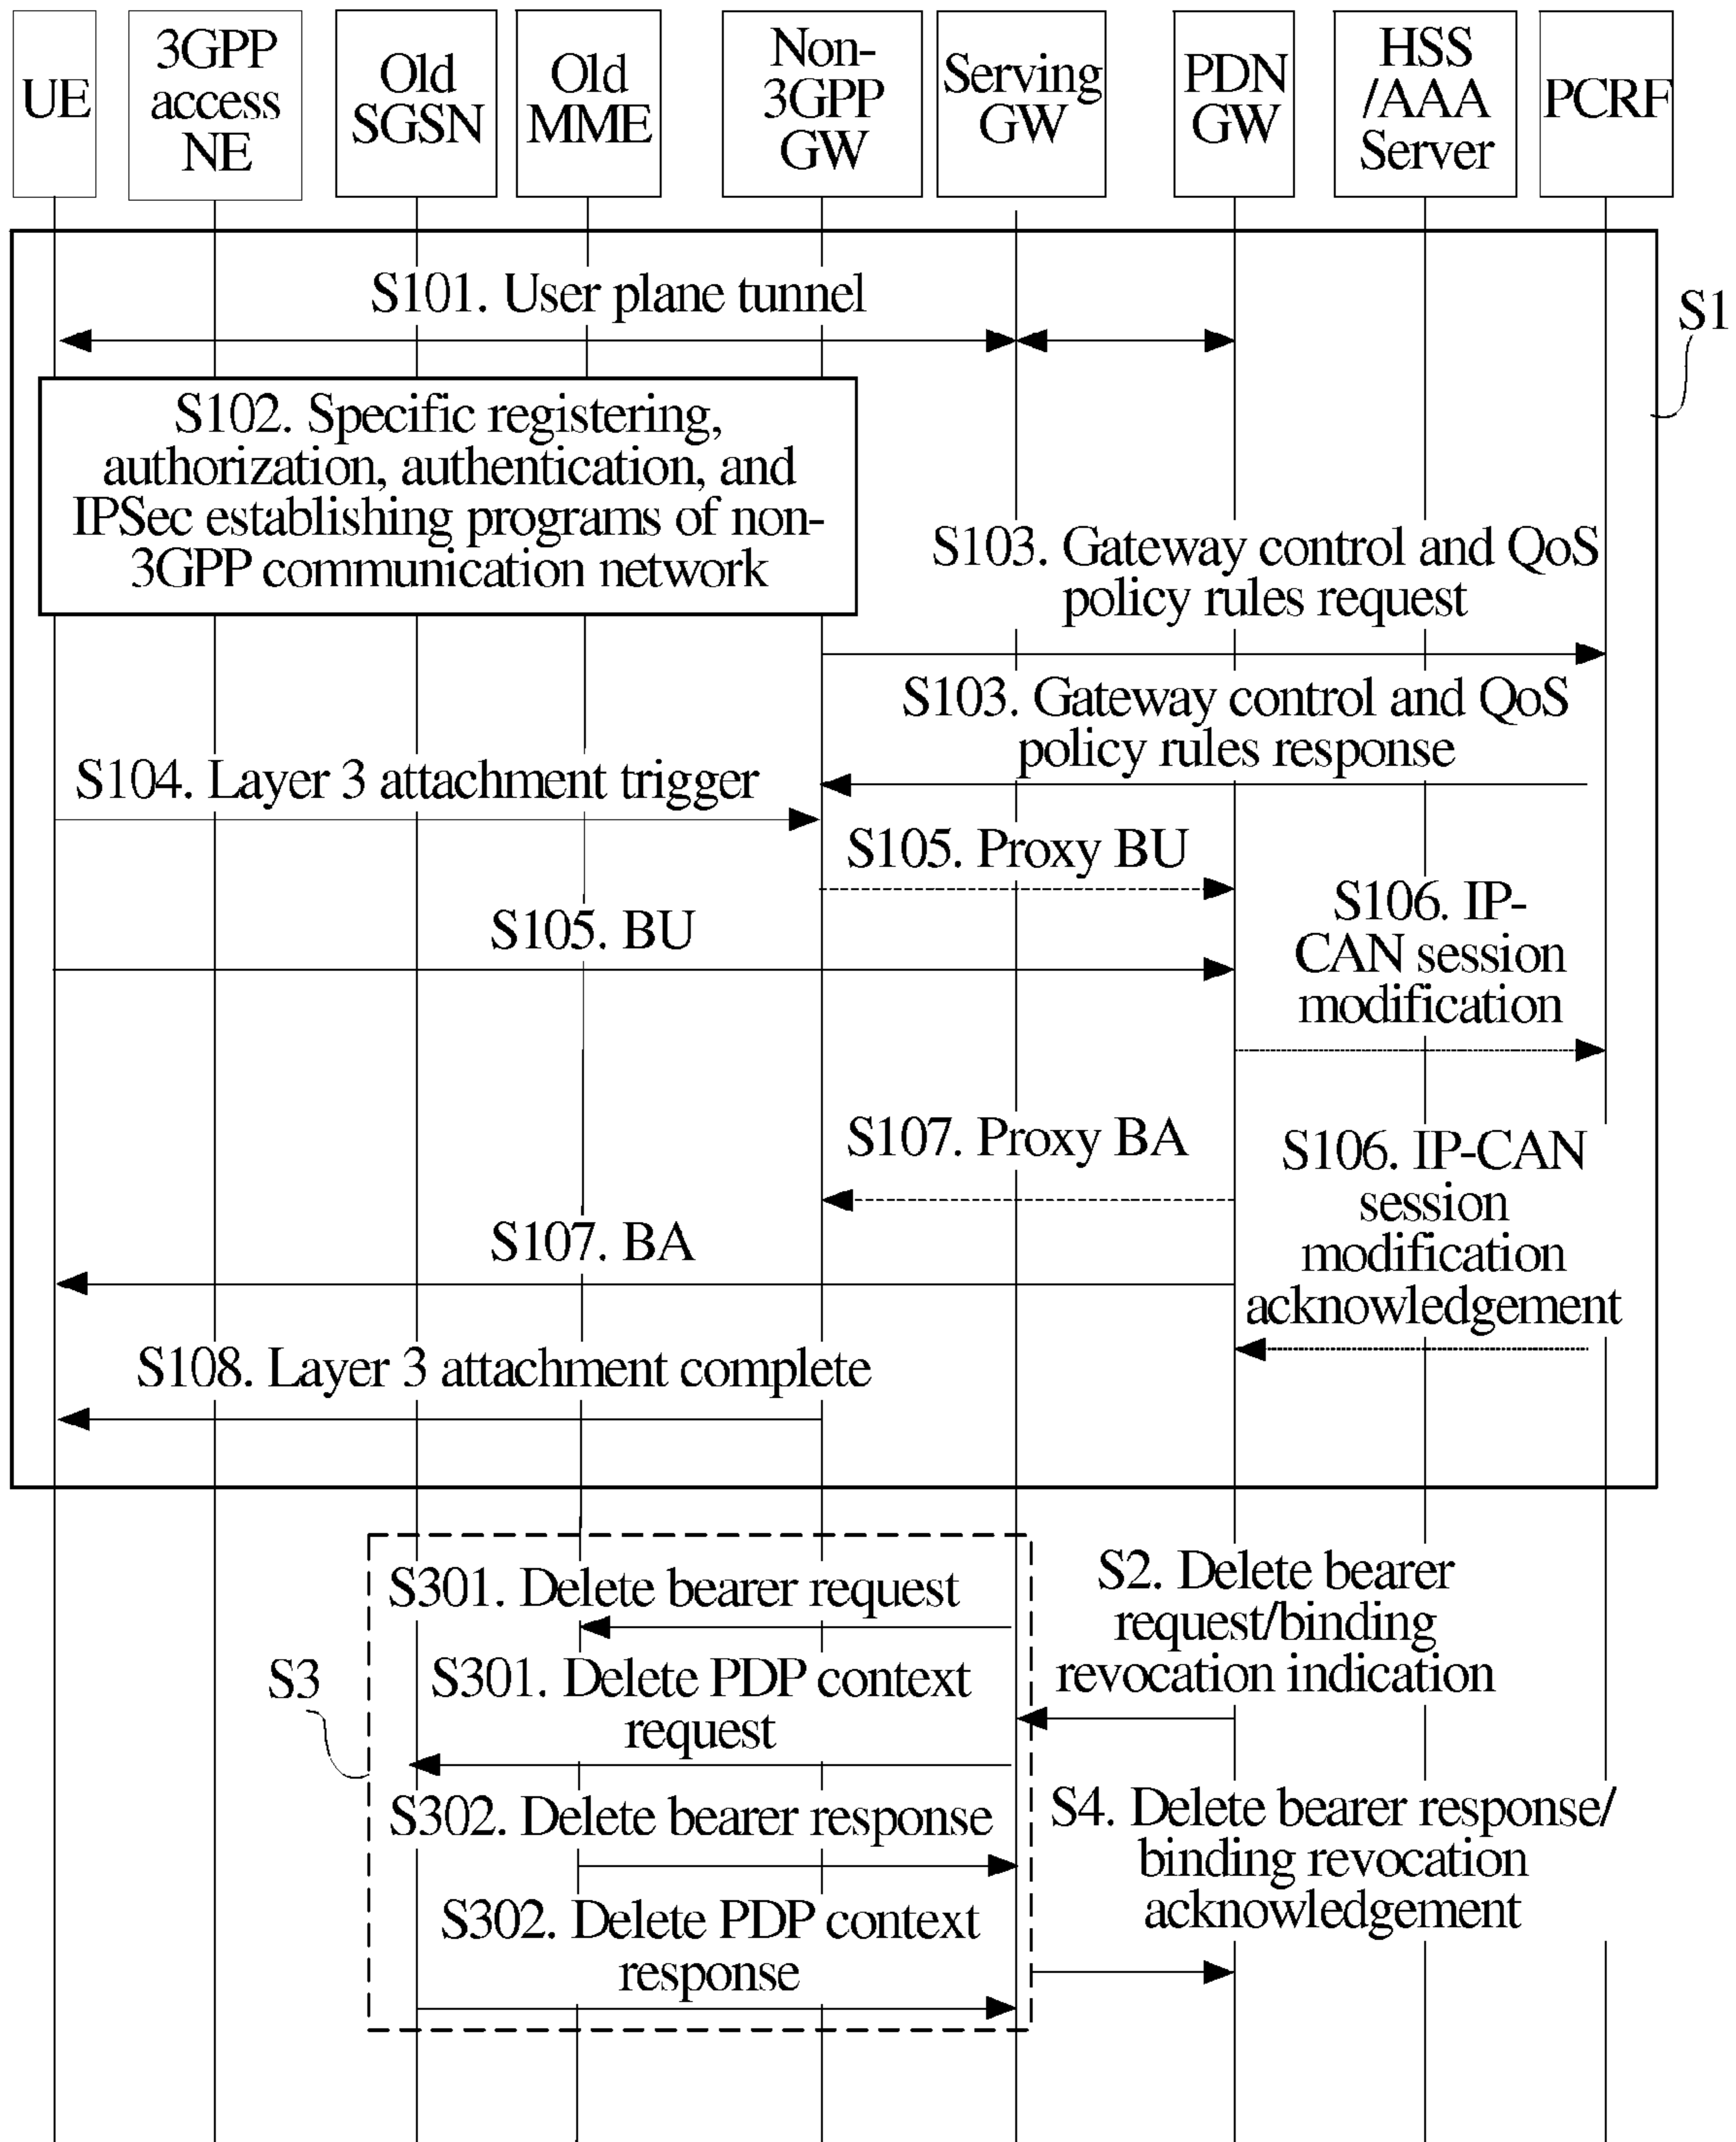 UE
3GPP
access
NE
Old
SGSN
Old
MME
Non-
3GPP
GW
Serving
GW
PDN
GW
HSS
/AAA
Server
PCRF
S101. User plane tunnel
S1
S102. Specific registering,
authorization, authentication, and
IPSec establishing programs of non-
3GPP communication network
S103. Gateway control and QoS
policy rules request
S103. Gateway control and QoS
policy rules response
S104. Layer 3 attachment trigger
S105. Proxy BU
S105. BU
S106. IP-
CAN session
modification
S107. Proxy BA
S106. IP-CAN
session
modification
acknowledgement
S107. BA
S108. Layer 3 attachment complete
S301. Delete bearer request
S2. Delete bearer
request/binding
revocation indication
S3
S301. Delete PDP context
request
S302. Delete bearer response
S4. Delete bearer response/
binding revocation
acknowledgement
S302. Delete PDP context
response